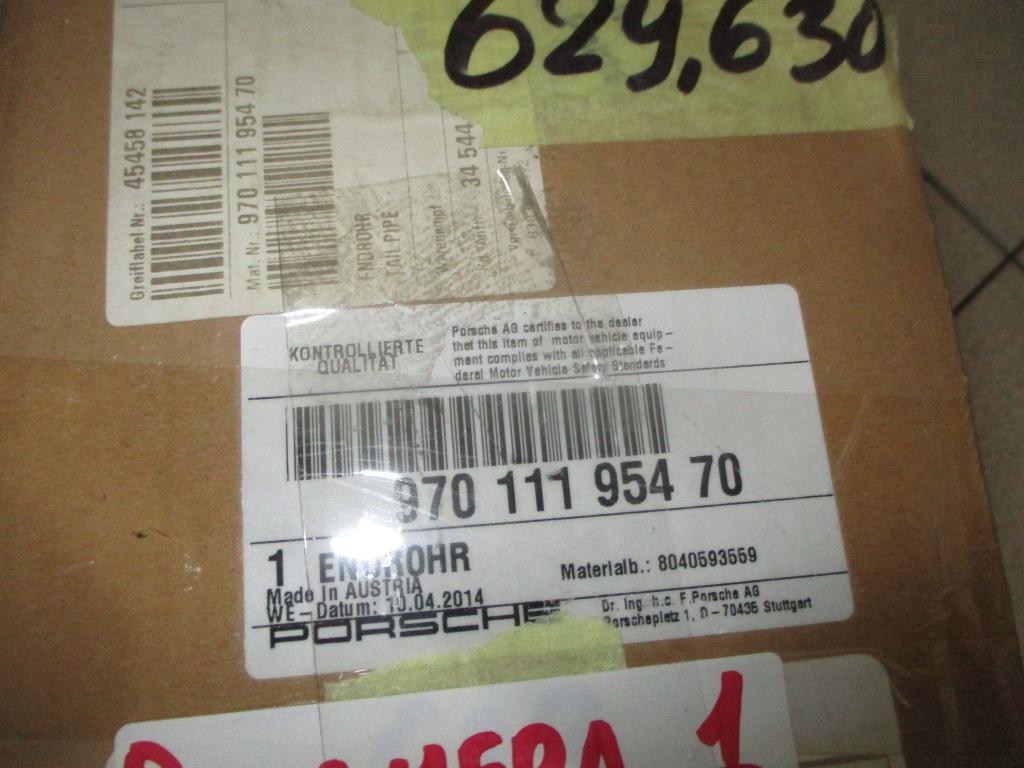 629,630
Greiflabel Nr.: 45458 142
Mat. Nr.: 970 111 954 70
ENDROHR
TAIL PIPE
34 544
KONTROLLIERTE
QUALITÄT
Porsche AG certifies to the dealer
that this item of motor vehicle equip-
ment complies with all applicable Fe-
deral Motor Vehicle Safety Standards
970 111 954 70
1 ENDROHR
Made in AUSTRIA
WE-Datum: 10.04.2014
Materialb.: 8040593559
PORSCHE
Dr. Ing. h.c. F.Porsche AG
Porscheplatz 1, D-70435 Stuttgart
1